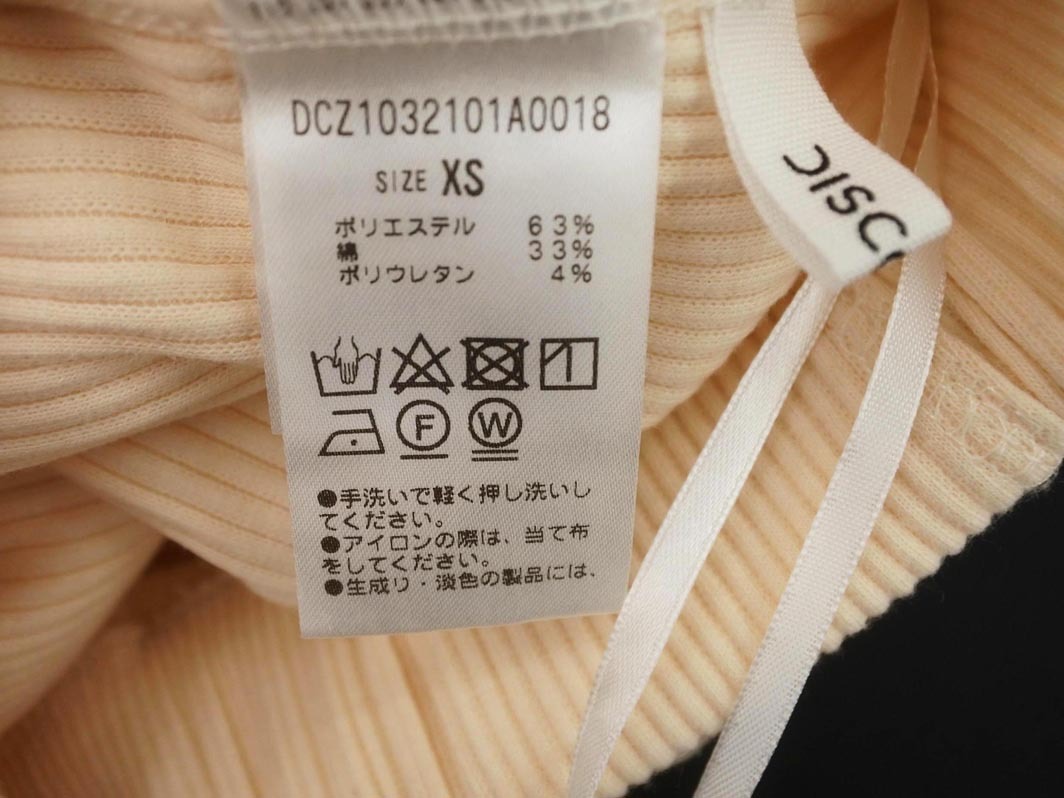 DCZ1032101A0018
SIZE XS
ポリエステル 63%
綿 33%
ポリウレタン 4%
F W
●手洗いで軽く押し洗いし
てください。
●アイロンの際は、当て布
をしてください。
●生成り・淡色の製品には、
DISC